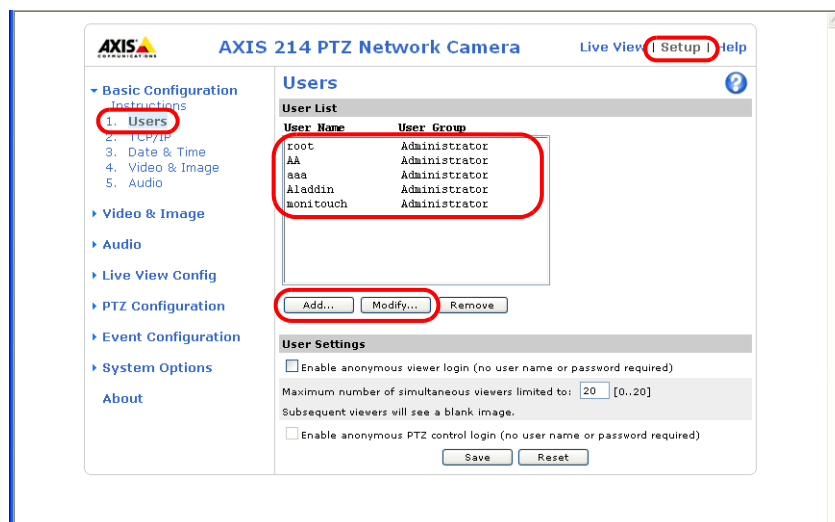 AXIS
COMMUNICATIONS
AXIS 214 PTZ Network Camera
Live View | Setup | Help
Basic Configuration
Instructions
1. Users
2. TCP/IP
3. Date & Time
4. Video & Image
5. Audio
Video & Image
Audio
Live View Config
PTZ Configuration
Event Configuration
System Options
About
Users
?
User List
User Name User Group
root Administrator
AA Administrator
aaa Administrator
Aladdin Administrator
monitouch Administrator
Add... Modify... Remove
User Settings
Enable anonymous viewer login (no user name or password required)
Maximum number of simultaneous viewers limited to: 20 [0..20]
Subsequent viewers will see a blank image.
Enable anonymous PTZ control login (no user name or password required)
Save Reset